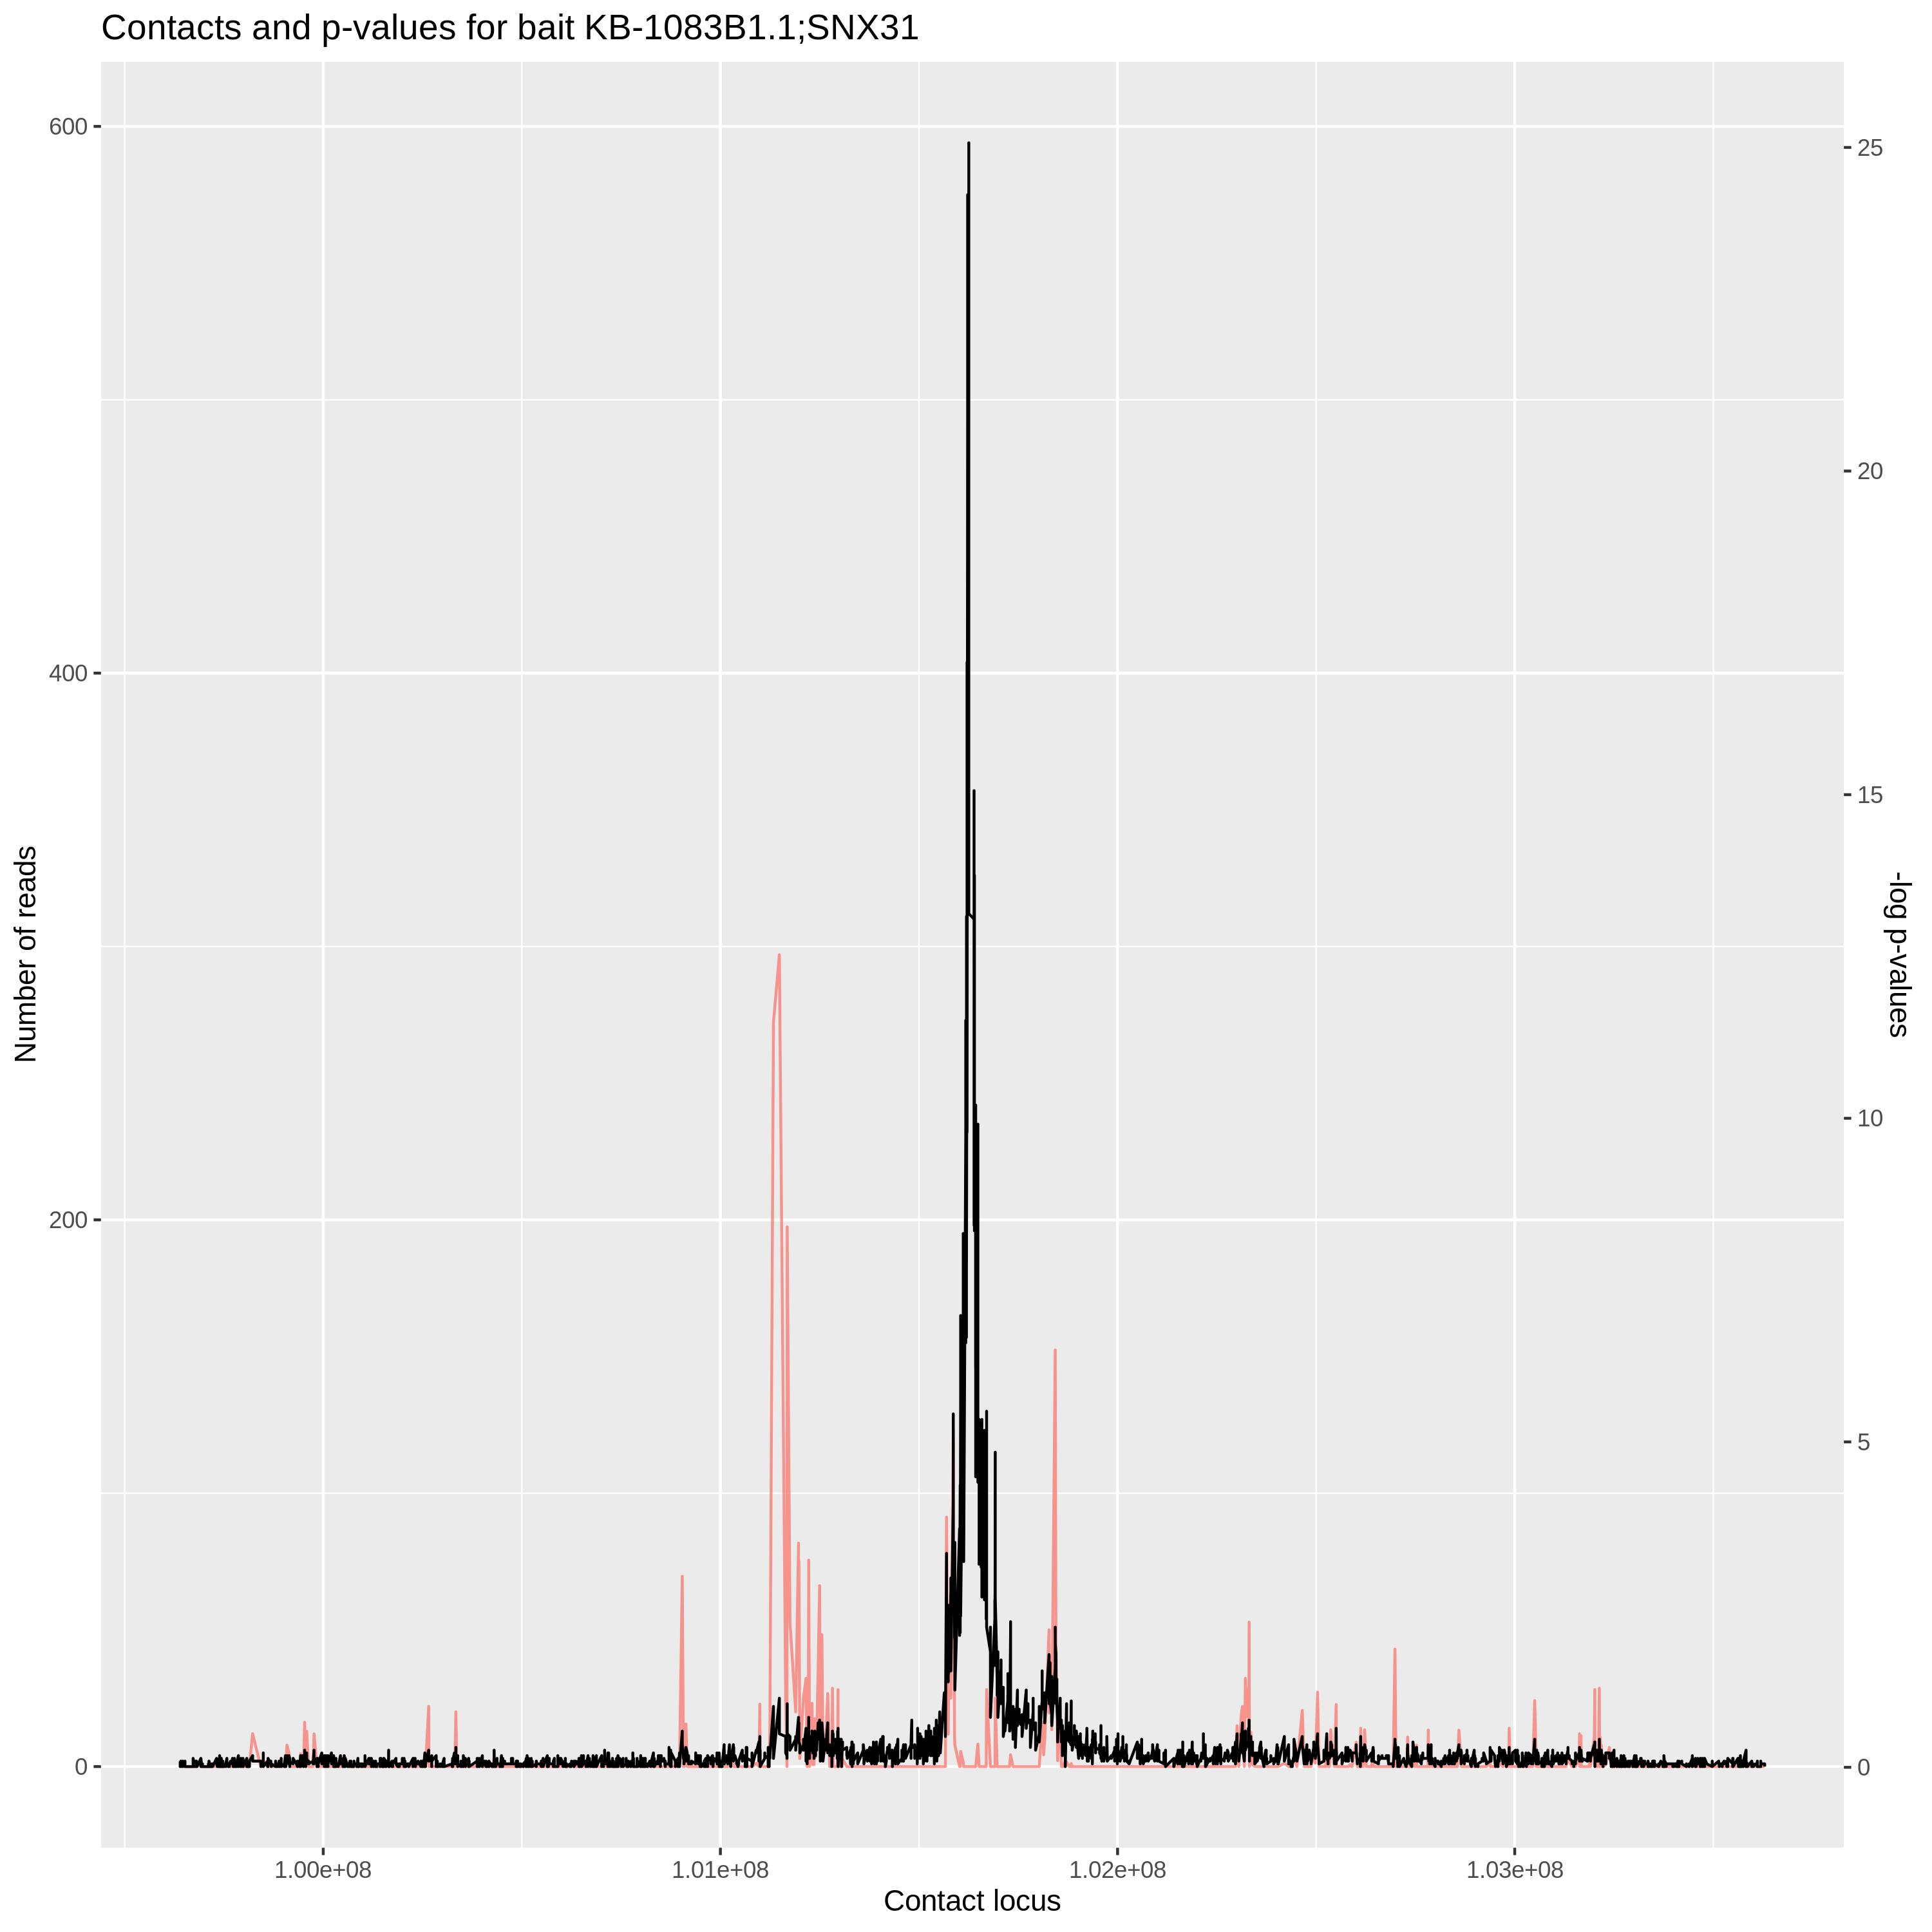 Contacts and p-values for bait KB-1083B1.1;SNX31
600
400
200
0
25
20
15
10
5
0
Number of reads
-log p-values
1.00e+08 1.01e+08 1.02e+08 1.03e+08
Contact locus